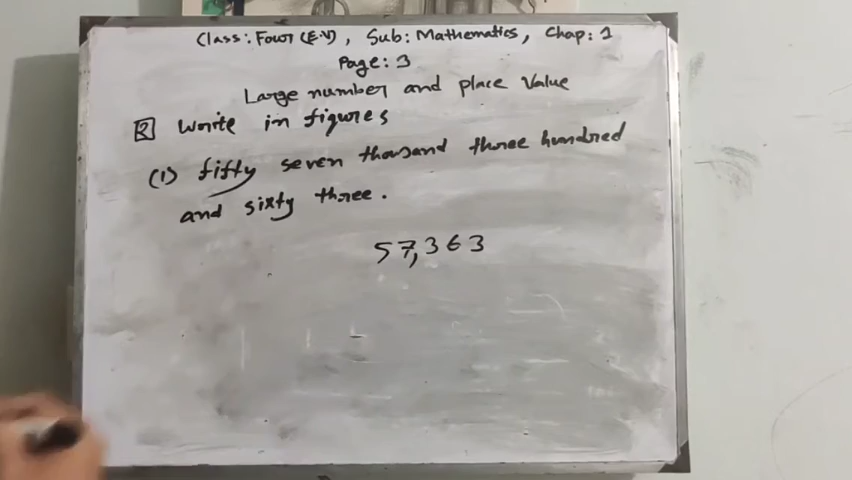 Class: Four (E.V), Sub: Mathematics, Chap: 1
Page: 3
Large number and place value
2 Write in figures
(1) fifty seven thousand three hundred
and sixty three.
57,363